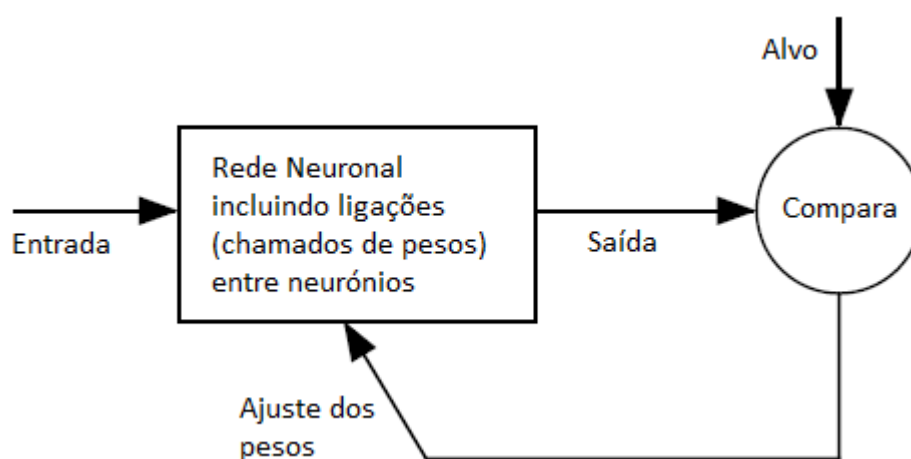 Alvo
Rede Neuronal
incluindo ligações
(chamados de pesos)
entre neurónios
Compara
Entrada
Saída
Ajuste dos
pesos